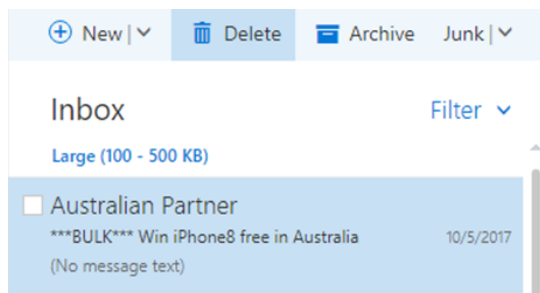 New | Delete Archive Junk |
Inbox Filter
Large (100 - 500 KB)
Australian Partner
***BULK*** Win iPhone8 free in Australia 10/5/2017
(No message text)